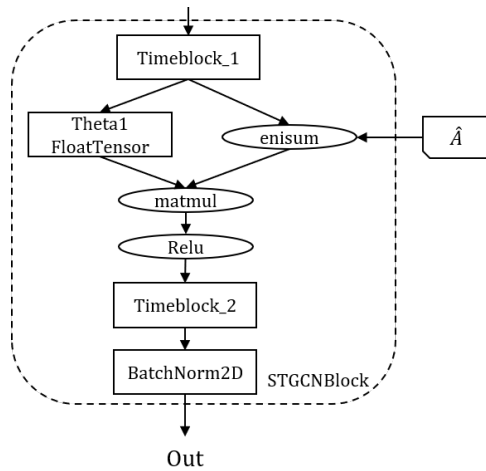 Timeblock_1
Theta1
FloatTensor
enisum
Â
matmul
Relu
Timeblock_2
BatchNorm2D
STGCNBlock
Out